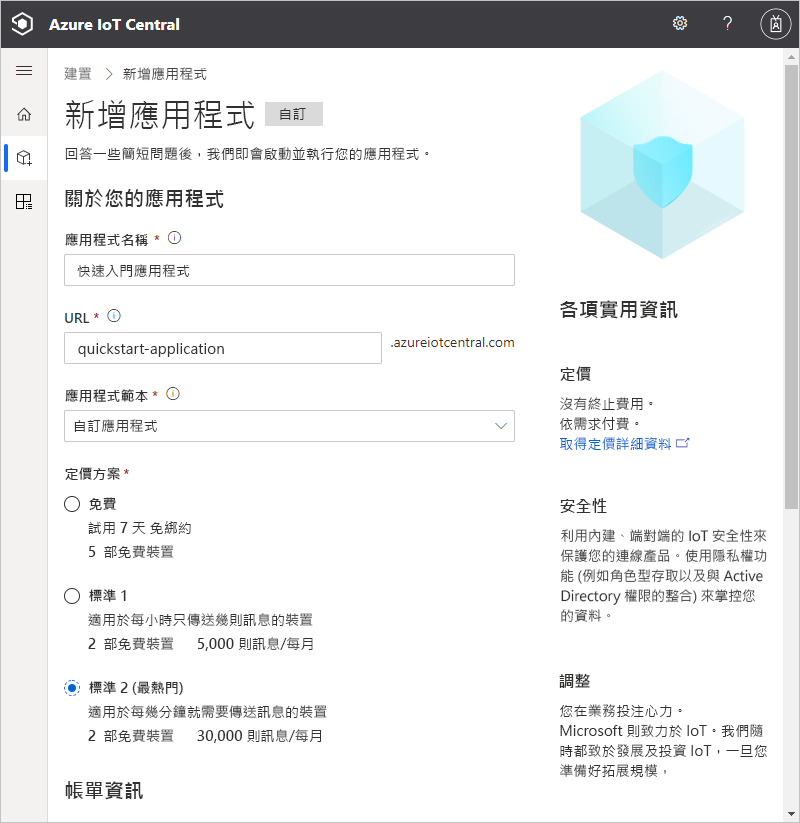 Azure IoT Central
?
建置 > 新增應用程式
新增應用程式 自訂
回答一些簡短問題後，我們即會啟動並執行您的應用程式。
關於您的應用程式
應用程式名稱 *
快速入門應用程式
URL *
quickstart-application .azureiotcentral.com
應用程式範本 *
自訂應用程式
定價方案 *
免費
試用 7 天 免綁約
5 部免費裝置
標準 1
適用於每小時只傳送幾則訊息的裝置
2 部免費裝置 5,000 則訊息/每月
標準 2 (最熱門)
適用於每幾分鐘就需要傳送訊息的裝置
2 部免費裝置 30,000 則訊息/每月
帳單資訊
各項實用資訊
定價
沒有終止費用。
依需求付費。
取得定價詳細資料
安全性
利用內建、端對端的 IoT 安全性來
保護您的連線產品。使用隱私權功
能 (例如角色型存取以及與 Active
Directory 權限的整合) 來掌控您
的資料。
調整
您在業務投注心力。
Microsoft 則致力於 IoT。我們隨
時都致於發展及投資 IoT，一旦您
準備好拓展規模，